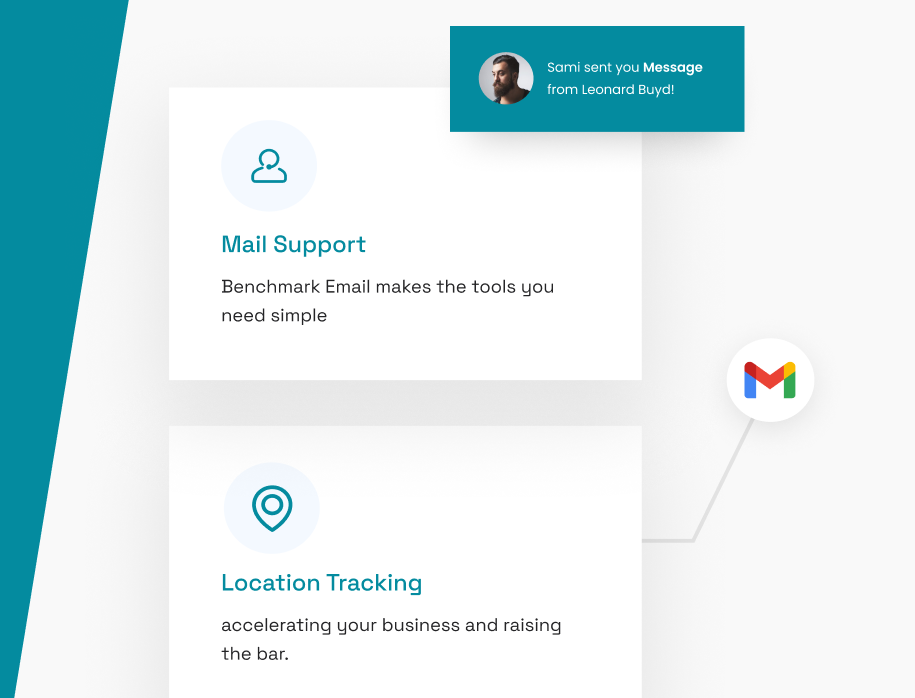 Sami sent you Message
from Leonard Buyd!
Mail Support
Benchmark Email makes the tools you
need simple
Location Tracking
accelerating your business and raising
the bar.